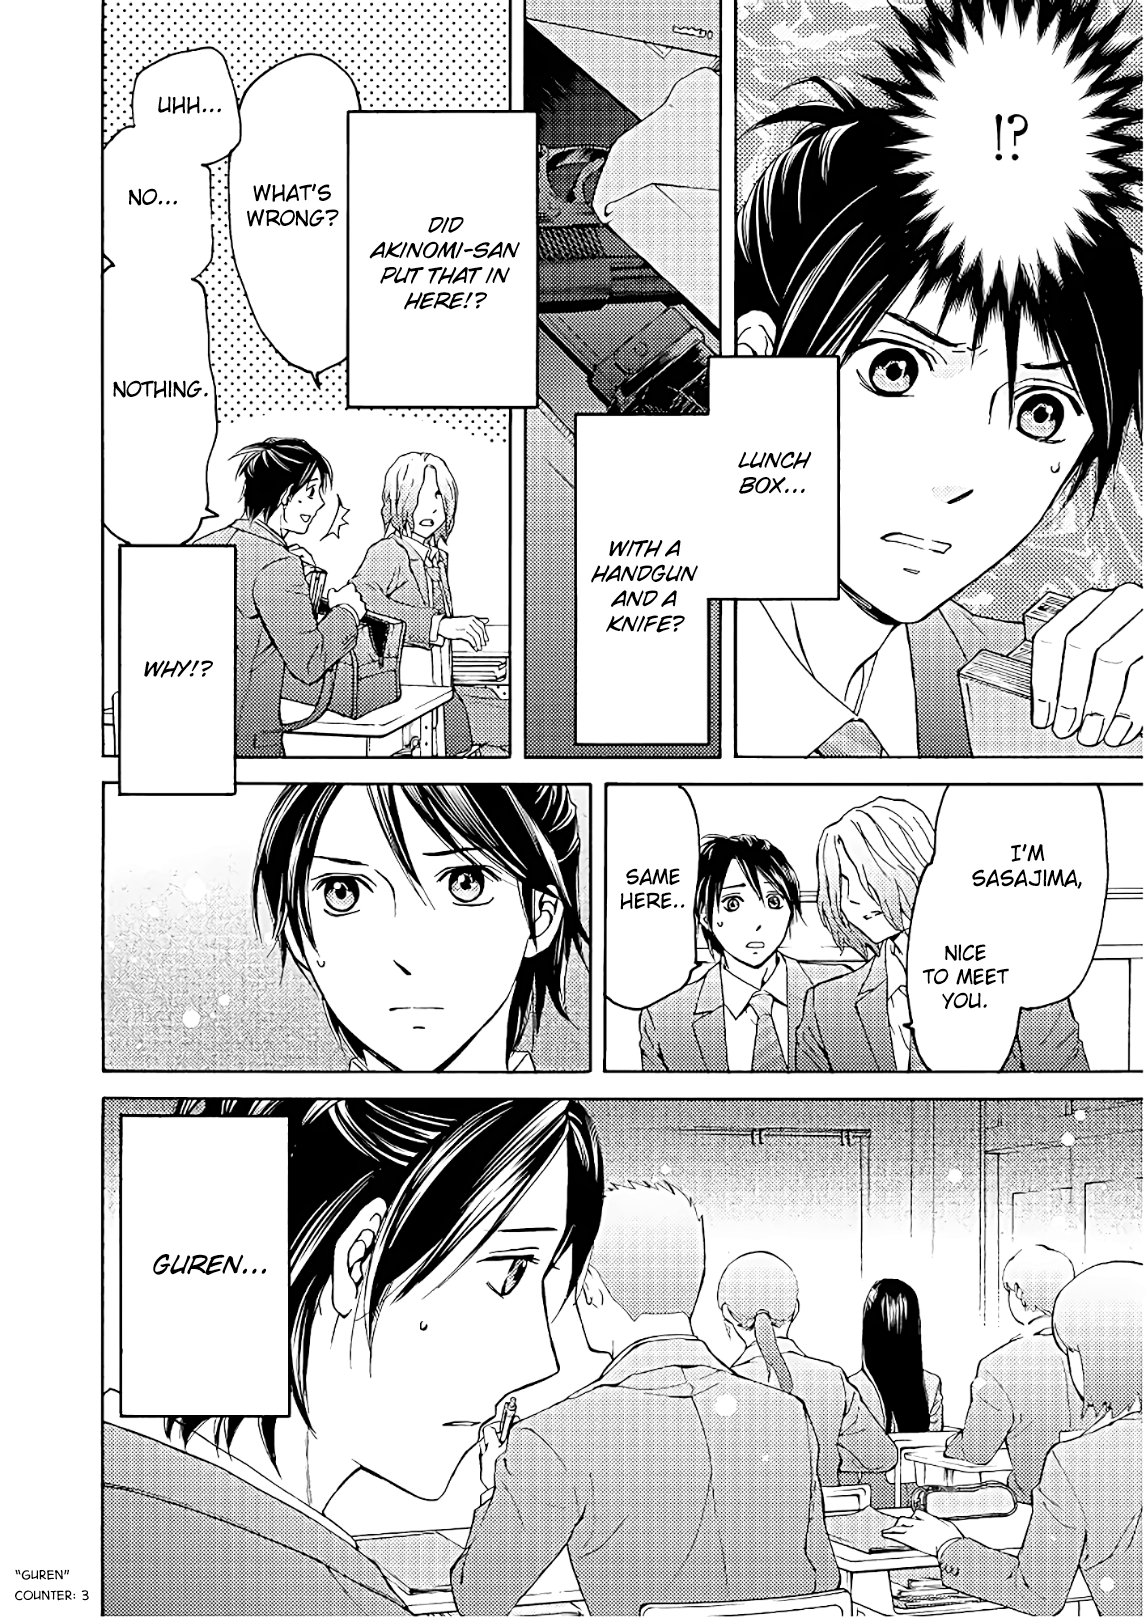 !?
LUNCH
BOX...
WITH A
HANDGUN
AND A
KNIFE?
DID
AKINOMI-SAN
PUT THAT IN
HERE!?
WHAT'S
WRONG?
UHH...
NO...
NOTHING.
WHY!?
I'M
SASAJIMA,
NICE
TO MEET
YOU.
SAME
HERE..
GUREN...
"GUREN"
COUNTER: 3